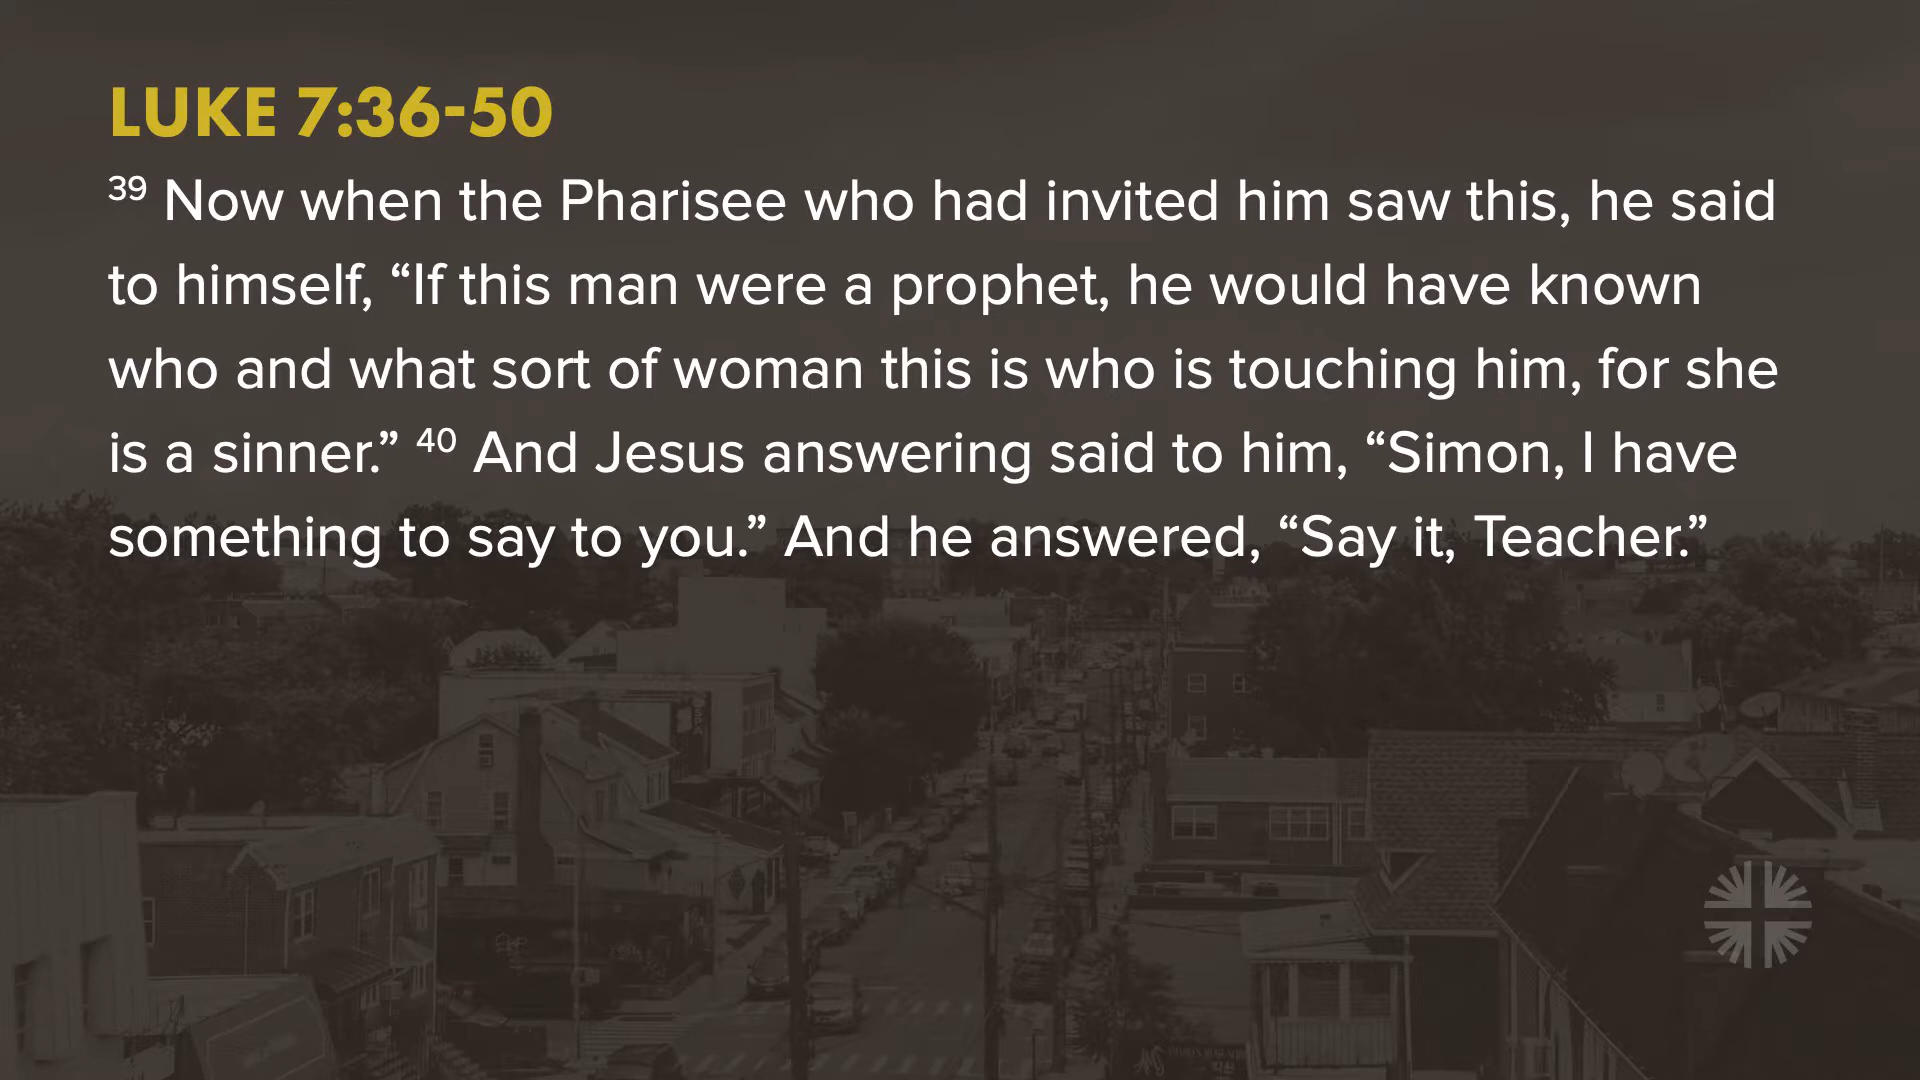 LUKE 7:36-50
39 Now when the Pharisee who had invited him saw this, he said
to himself, “If this man were a prophet, he would have known
who and what sort of woman this is who is touching him, for she
is a sinner.” 40 And Jesus answering said to him, “Simon, I have
something to say to you.” And he answered, “Say it, Teacher.”